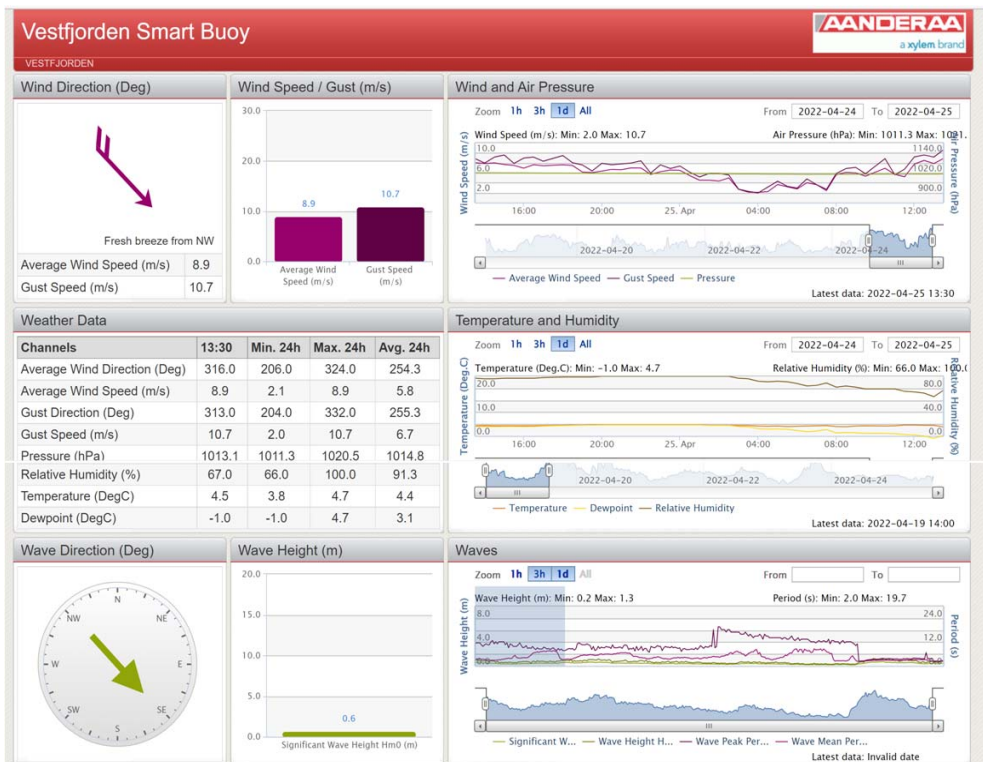 Vestfjorden Smart Buoy
AANDERAA
a xylem brand
VESTFJORDEN
Wind Direction (Deg)
Fresh breeze from NW
Average Wind Speed (m/s) 8.9
Gust Speed (m/s) 10.7
Wind Speed / Gust (m/s)
30.0
20.0
10.0
0.0
8.9
10.7
Average Wind Speed (m/s)
Gust Speed (m/s)
Wind and Air Pressure
Zoom 1h 3h 1d All
From 2022-04-24 To 2022-04-25
Wind Speed (m/s): Min: 2.0 Max: 10.7
Air Pressure (hPa): Min: 1011.3 Max:
Wind Speed (m/s)
10.0
6.0
2.0
1140.0
1020.0
900.0
Air Pressure (hPa)
16:00 20:00 25. Apr 04:00 08:00 12:00
2022-04-20 2022-04-22 2022-04-24
Average Wind Speed Gust Speed Pressure
Latest data: 2022-04-25 13:30
Weather Data
Channels 13:30 Min. 24h Max. 24h Avg. 24h
Average Wind Direction (Deg) 316.0 206.0 324.0 254.3
Average Wind Speed (m/s) 8.9 2.1 8.9 5.8
Gust Direction (Deg) 313.0 204.0 332.0 255.3
Gust Speed (m/s) 10.7 2.0 10.7 6.7
Pressure (hPa) 1013.1 1011.3 1020.5 1014.8
Relative Humidity (%) 67.0 66.0 100.0 91.3
Temperature (DegC) 4.5 3.8 4.7 4.4
Dewpoint (DegC) -1.0 -1.0 4.7 3.1
Temperature and Humidity
Zoom 1h 3h 1d All
From 2022-04-24 To 2022-04-25
Temperature (Deg.C): Min: -1.0 Max: 4.7
Relative Humidity (%): Min: 66.0 Max: 100.0
Temperature (Deg.C)
20.0
10.0
0.0
80.0
40.0
0.0
Relative Humidity (%)
16:00 20:00 25. Apr 04:00 08:00 12:00
2022-04-20 2022-04-22 2022-04-24
Temperature Dewpoint Relative Humidity
Latest data: 2022-04-19 14:00
Wave Direction (Deg)
N
NE
E
SE
S
SW
W
NW
Wave Height (m)
20.0
15.0
10.0
5.0
0.0
0.6
Significant Wave Height Hm0 (m)
Waves
Zoom 1h 3h 1d All
From To
Wave Height (m): Min: 0.2 Max: 1.3
Period (s): Min: 2.0 Max: 19.7
Wave Height (m)
8.0
4.0
0.0
24.0
12.0
Period (s)
Significant W... Wave Height H... Wave Peak Per... Wave Mean Per...
Latest data: Invalid date